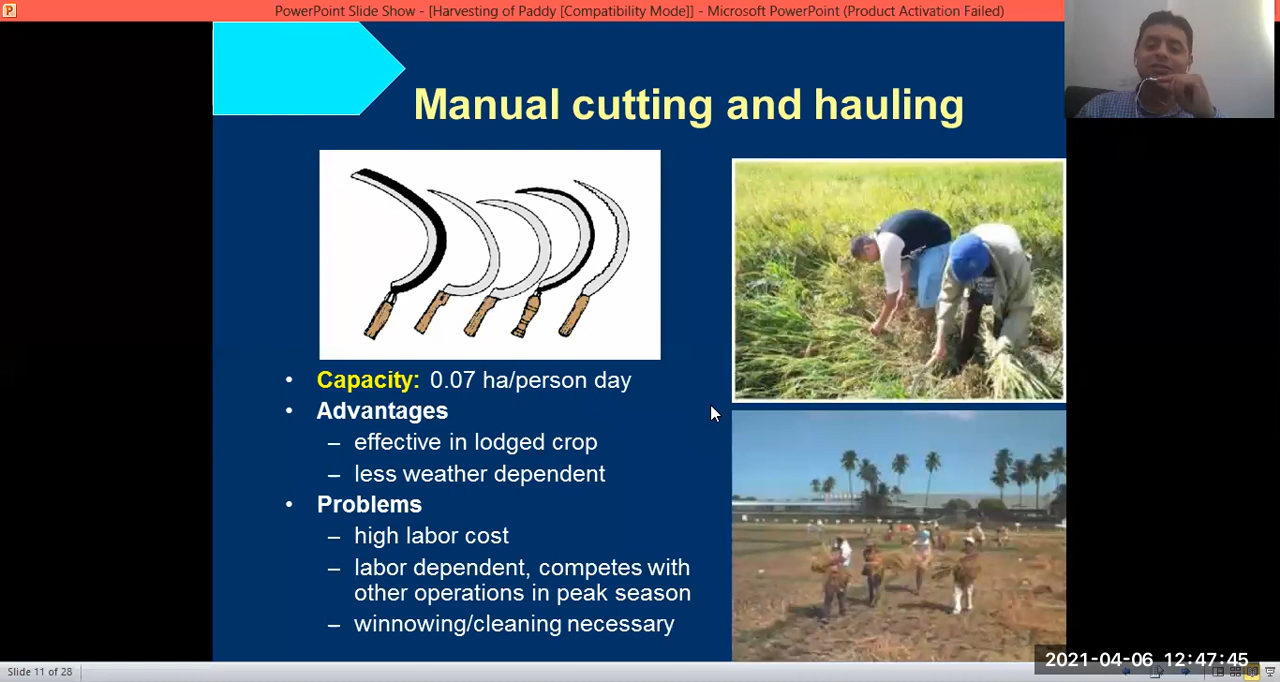 PowerPoint Slide Show - [Harvesting of Paddy [Compatibility Mode]] - Microsoft PowerPoint (Product Activation Failed)
Manual cutting and hauling
• Capacity: 0.07 ha/person day
• Advantages
– effective in lodged crop
– less weather dependent
• Problems
– high labor cost
– labor dependent, competes with
other operations in peak season
– winnowing/cleaning necessary
2021-04-06 12:47:45
Slide 11 of 28